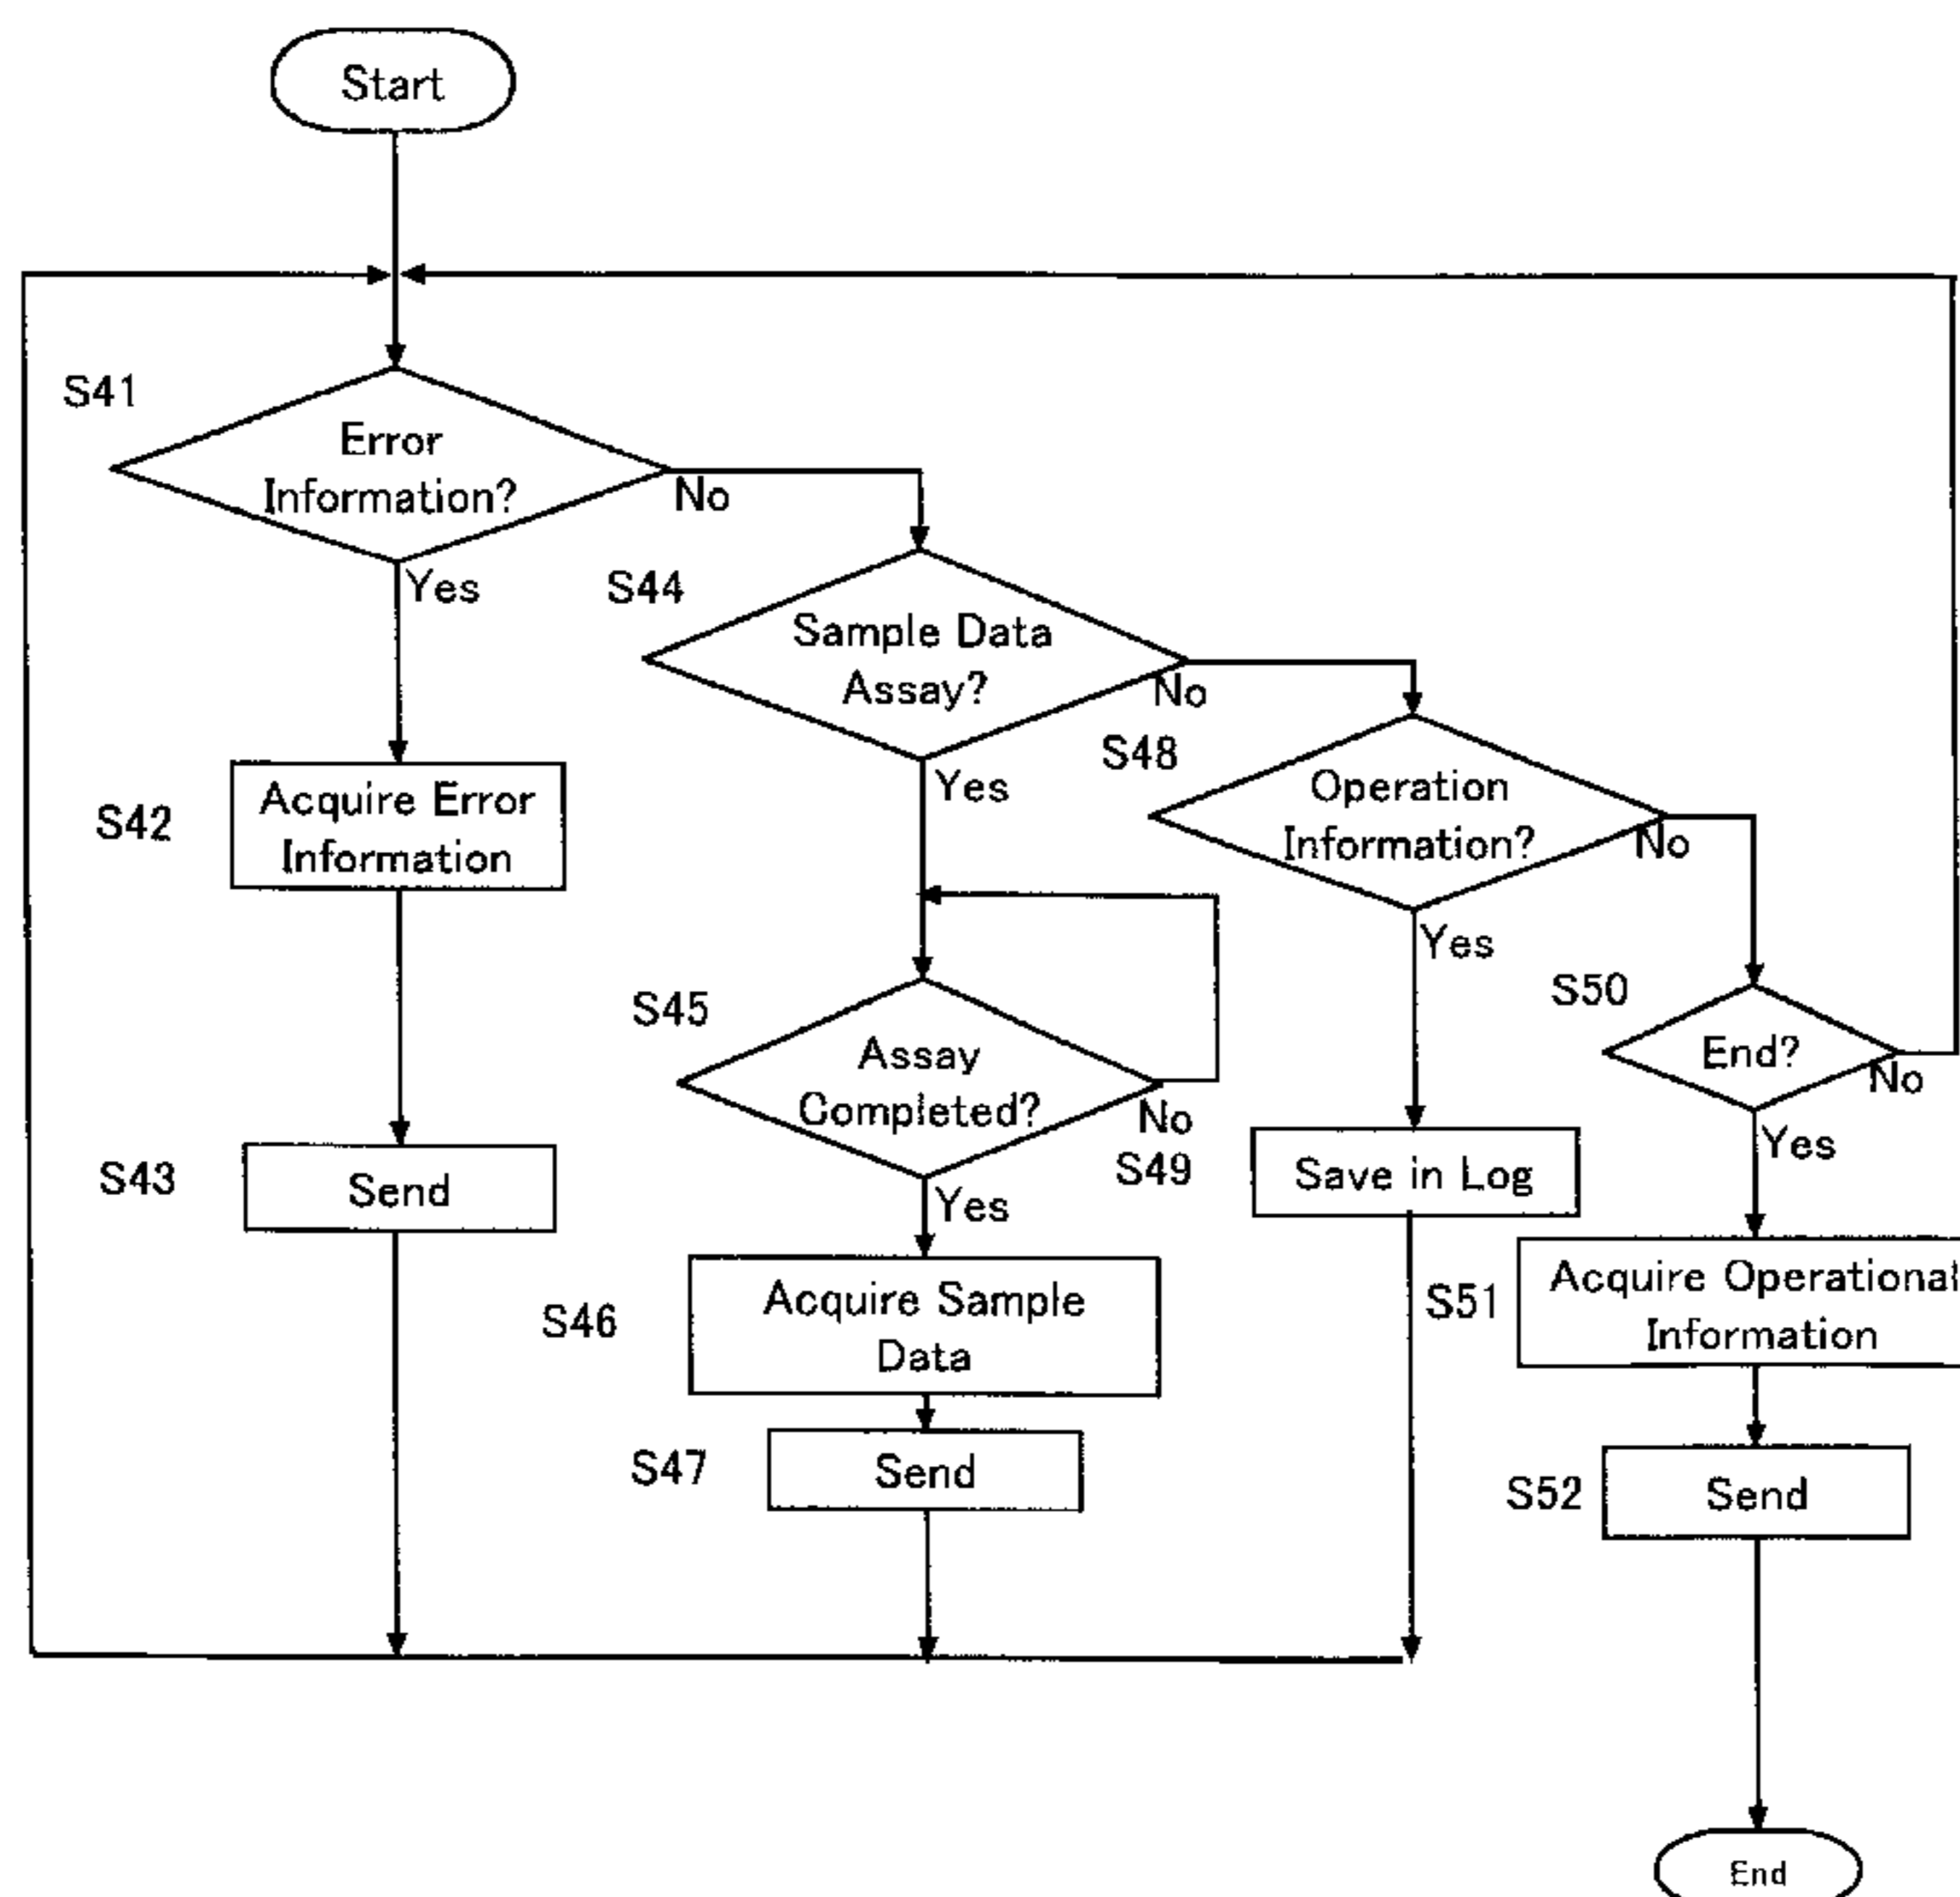 Start
S41
Error
Information?
No
Yes
S44
Sample Data
Assay?
No
Yes
S48
Operation
Information?
No
Yes
S42
Acquire Error
Information
S45
Assay
Completed?
No
Yes
S50
End?
No
Yes
S43
Send
S49
Save in Log
S46
Acquire Sample
Data
S51
Acquire Operational
Information
S47
Send
S52
Send
End